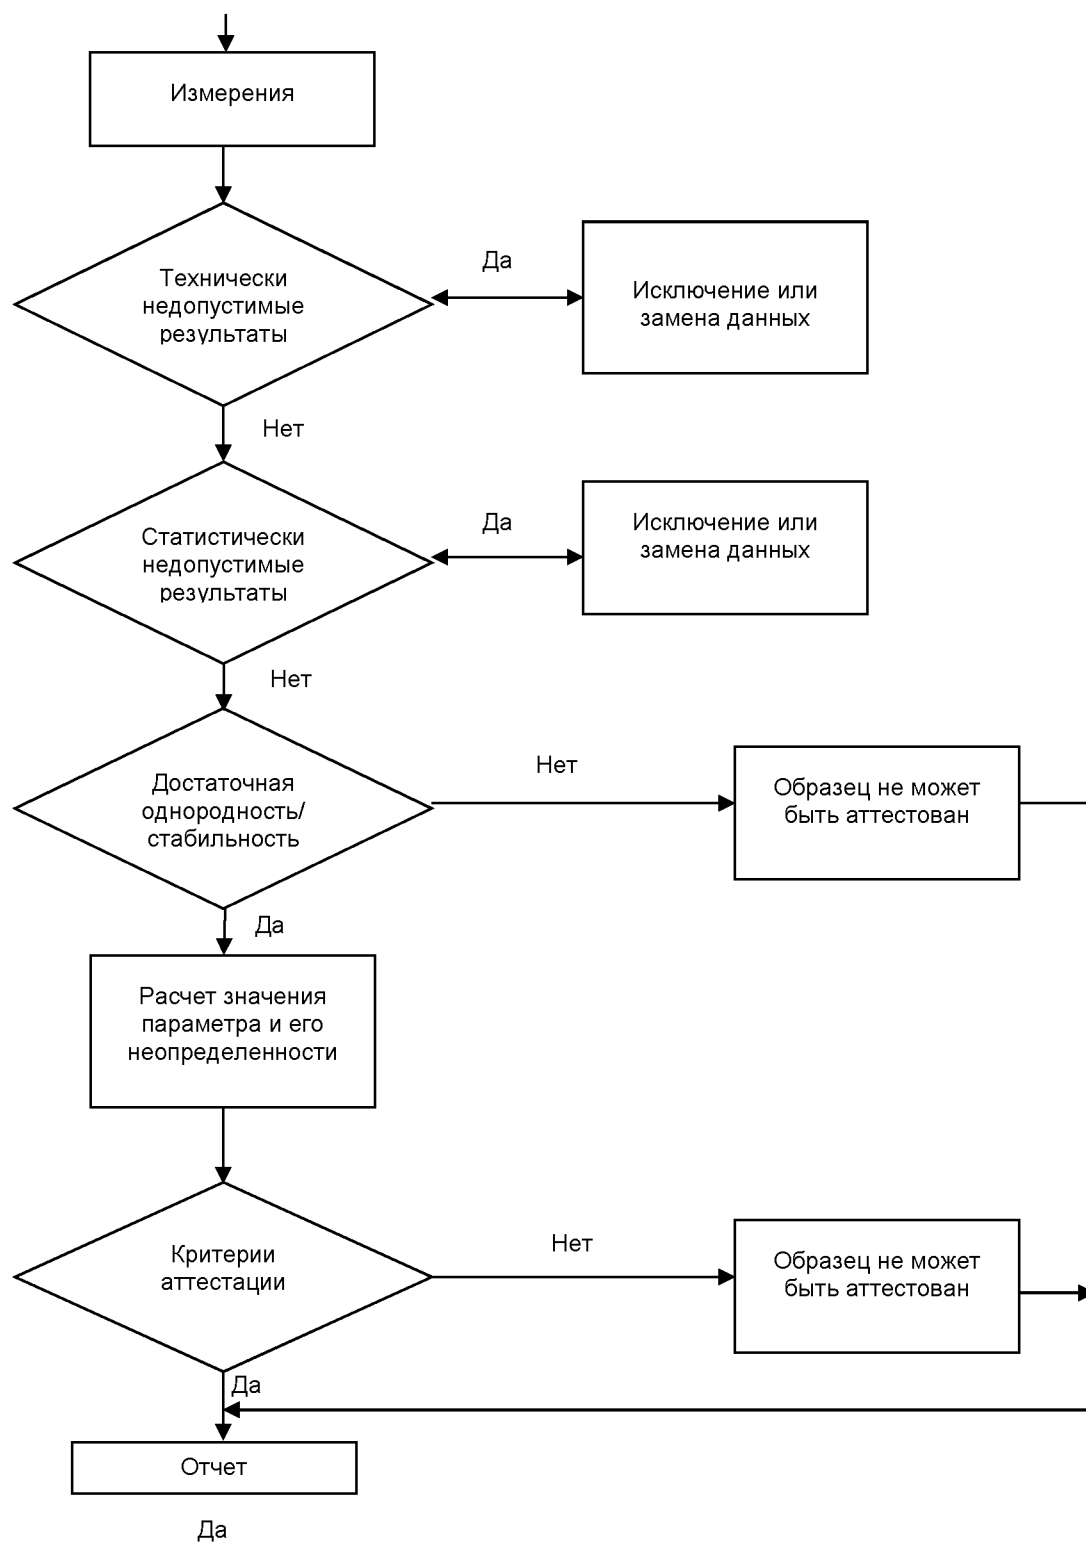 Измерения
Технически
недопустимые
результаты
Да
Исключение или
замена данных
Нет
Статистически
недопустимые
результаты
Да
Исключение или
замена данных
Нет
Достаточная
однородность/
стабильность
Нет
Образец не может
быть аттестован
Да
Расчет значения
параметра и его
неопределенности
Критерии
аттестации
Нет
Образец не может
быть аттестован
Да
Отчет
Да